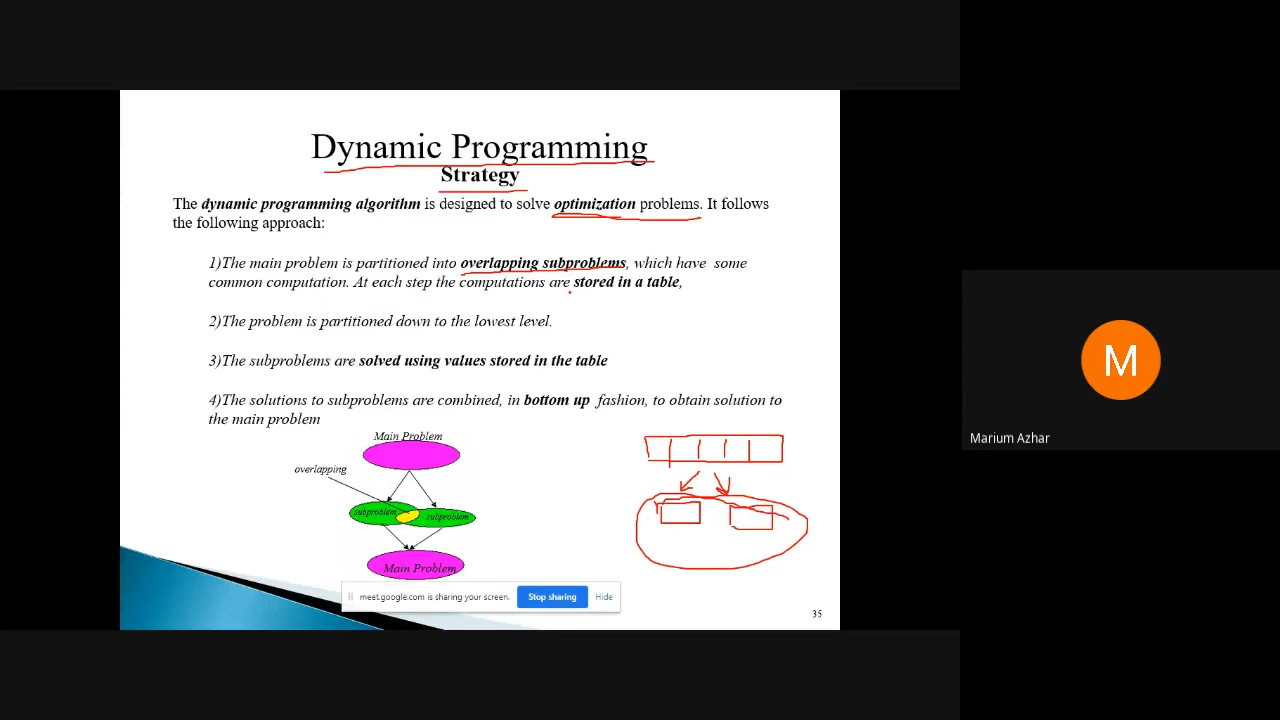 Dynamic Programming
Strategy
The dynamic programming algorithm is designed to solve optimization problems. It follows
the following approach:
1)The main problem is partitioned into overlapping subproblems, which have some
common computation. At each step the computations are stored in a table,
2)The problem is partitioned down to the lowest level.
3)The subproblems are solved using values stored in the table
4)The solutions to subproblems are combined, in bottom up fashion, to obtain solution to
the main problem
Main Problem
overlapping
subproblem
subproblem
Main Problem
meet.google.com is sharing your screen.
Stop sharing
Hide
35
M
Marium Azhar